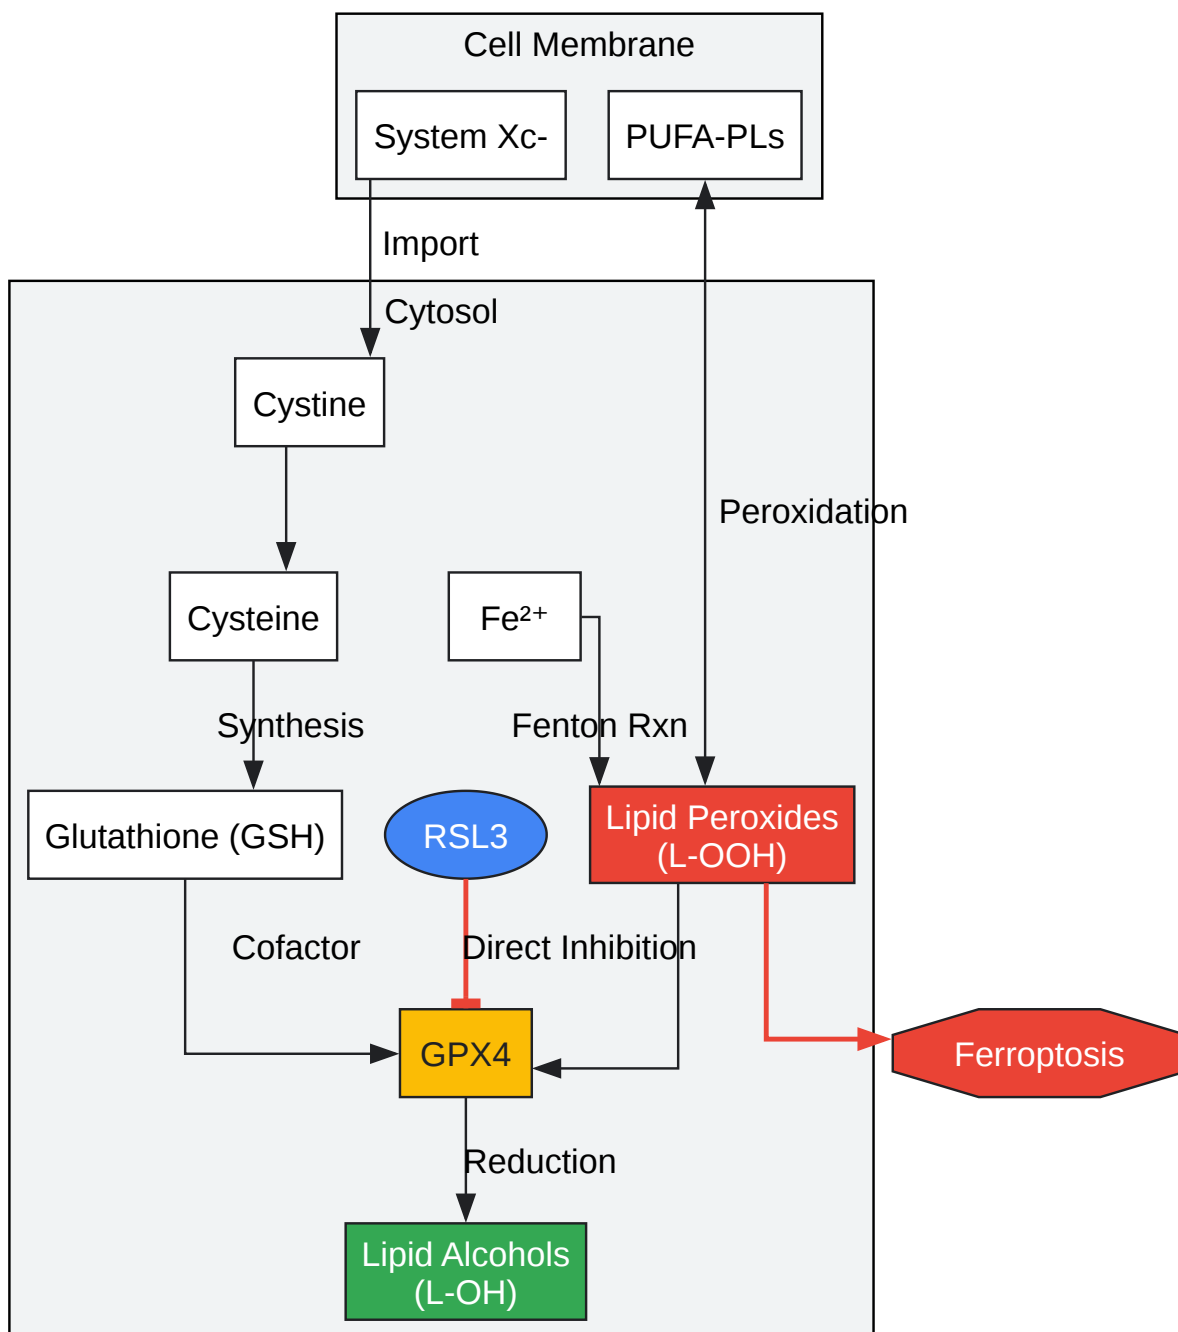 Cell Membrane
System Xc-
PUFA-PLs
Import
Cytosol
Cystine
Peroxidation
Cysteine
Fe²⁺
Synthesis
Fenton Rxn
Glutathione (GSH)
RSL3
Lipid Peroxides
(L-OOH)
Cofactor
Direct Inhibition
GPX4
Ferroptosis
Reduction
Lipid Alcohols
(L-OH)